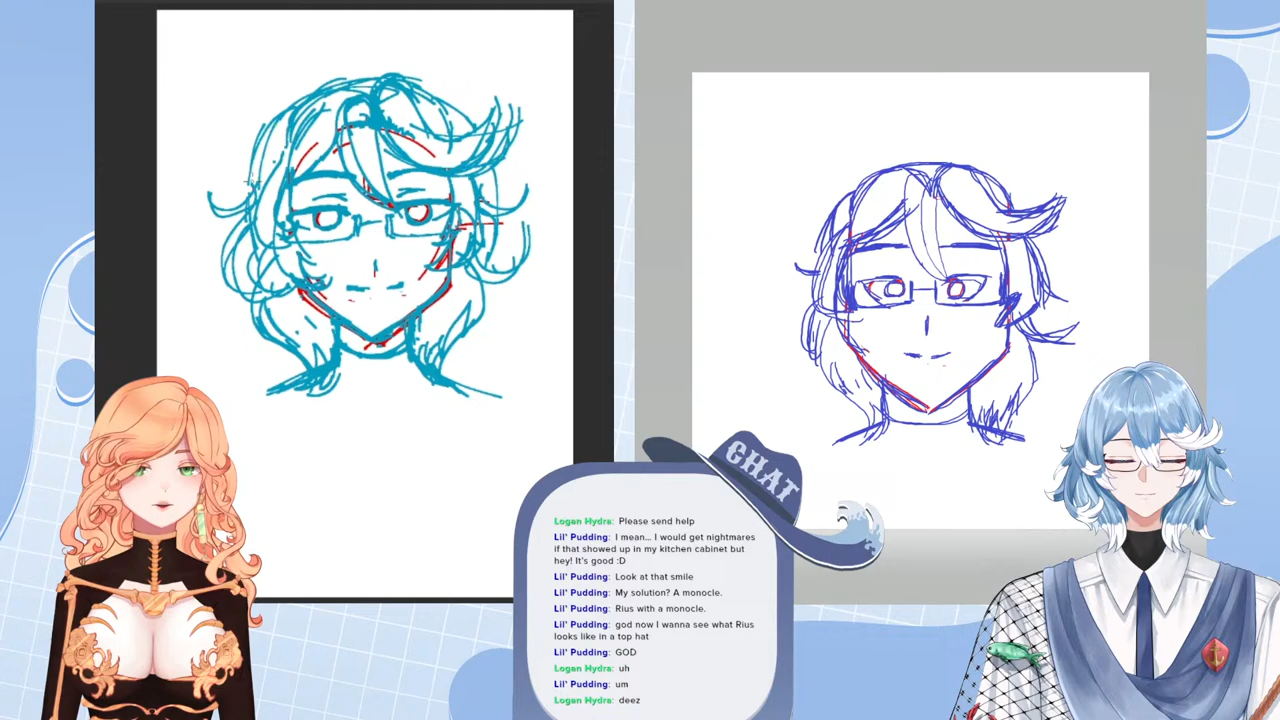 CHAT
Logan Hydra: Please send help
Lil' Pudding: I mean... I would get nightmares
if that showed up in my kitchen cabinet but
hey! It's good :D
Lil' Pudding: Look at that smile
Lil' Pudding: My solution? A monocle.
Lil' Pudding: Rius with a monocle.
Lil' Pudding: god now I wanna see what Rius
looks like in a top hat
Lil' Pudding: GOD
Logan Hydra: uh
Lil' Pudding: um
Logan Hydra: deez